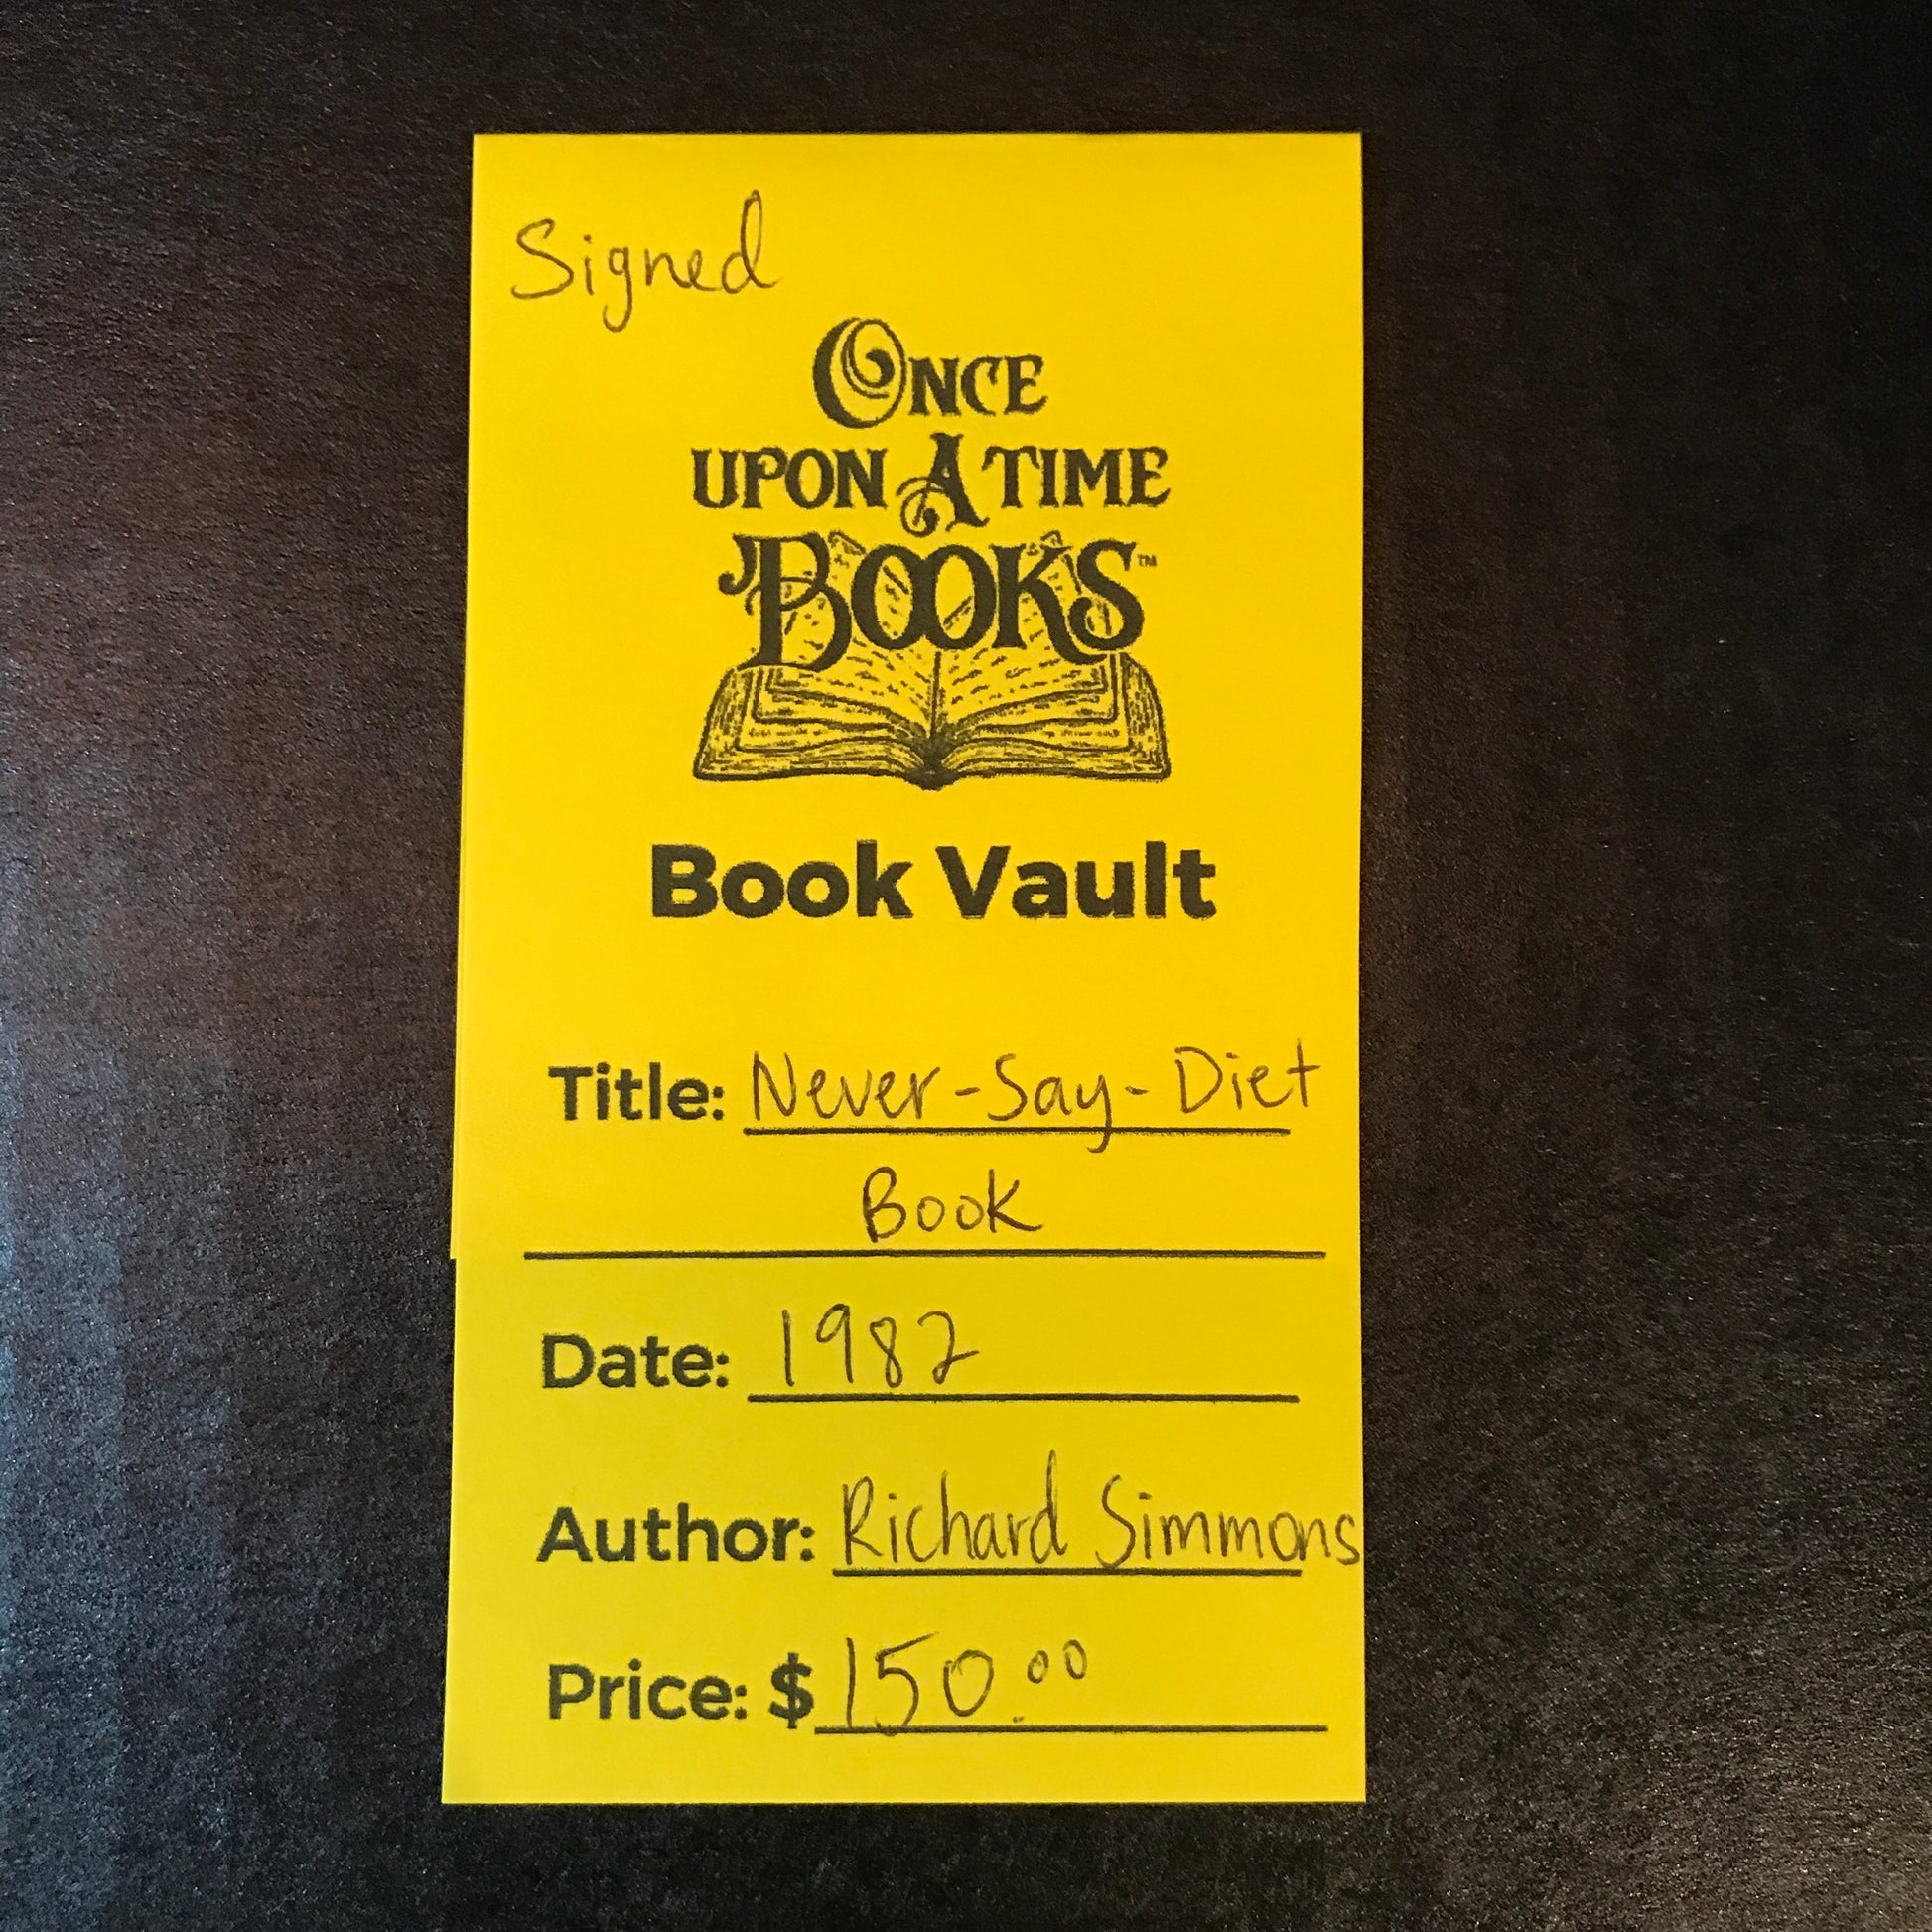 Signed
ONCE
UPON A TIME
BOOKS™
Book Vault
Title: Never-Say-Diet
Book
Date: 1982
Author: Richard Simmons
Price: $150.00